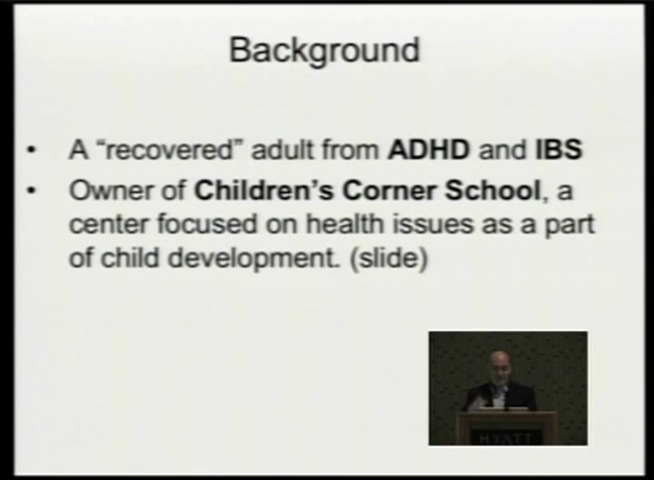 Background
• A “recovered” adult from ADHD and IBS
• Owner of Children’s Corner School, a
center focused on health issues as a part
of child development. (slide)
HYATT